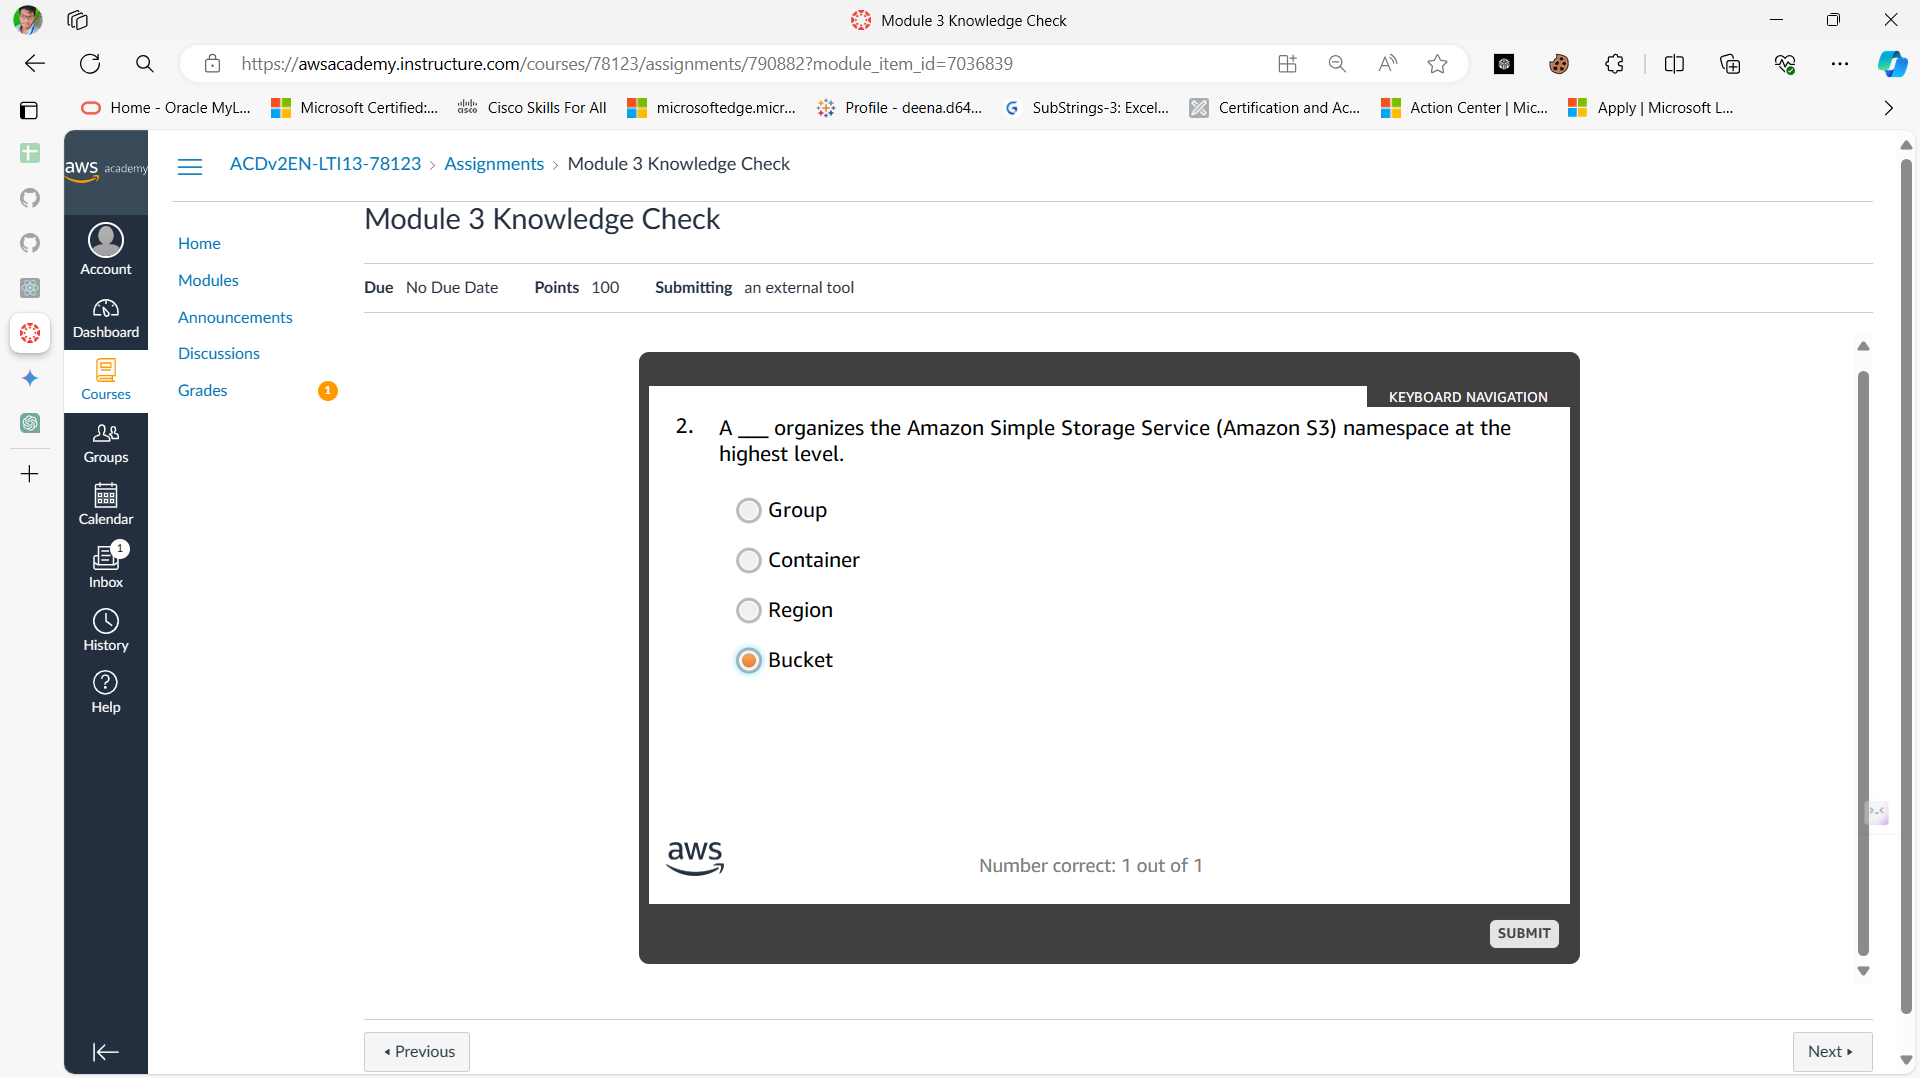 Module 3 Knowledge Check
https://awsacademy.instructure.com/courses/78123/assignments/790882?module_item_id=7036839
Home - Oracle MyL...
Microsoft Certified:...
Cisco Skills For All
microsoftedge.micr...
Profile - deena.d64...
SubStrings-3: Excel...
Certification and Ac...
Action Center | Mic...
Apply | Microsoft L...
aws academy
ACDv2EN-LTI13-78123 › Assignments › Module 3 Knowledge Check
Account
Dashboard
Courses
Groups
Calendar
1
Inbox
History
Help
Home
Modules
Announcements
Discussions
Grades 1
Module 3 Knowledge Check
Due No Due Date Points 100 Submitting an external tool
KEYBOARD NAVIGATION
2. A ___ organizes the Amazon Simple Storage Service (Amazon S3) namespace at the
highest level.
Group
Container
Region
Bucket
aws
Number correct: 1 out of 1
SUBMIT
Previous
Next